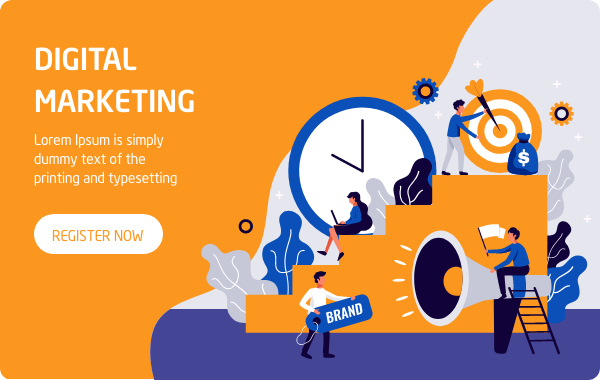 DIGITAL
MARKETING
Lorem Ipsum is simply
dummy text of the
printing and typesetting
REGISTER NOW
$
BRAND